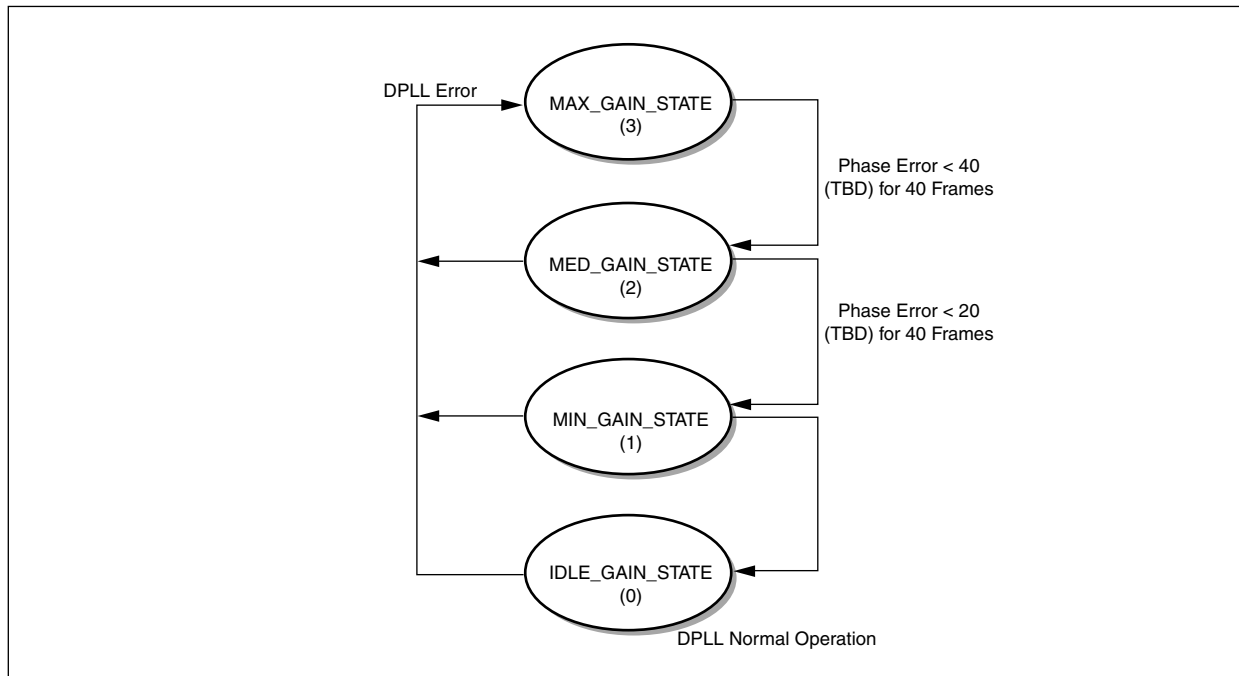 DPLL Error
MAX_GAIN_STATE
(3)
Phase Error < 40
(TBD) for 40 Frames
MED_GAIN_STATE
(2)
Phase Error < 20
(TBD) for 40 Frames
MIN_GAIN_STATE
(1)
IDLE_GAIN_STATE
(0)
DPLL Normal Operation